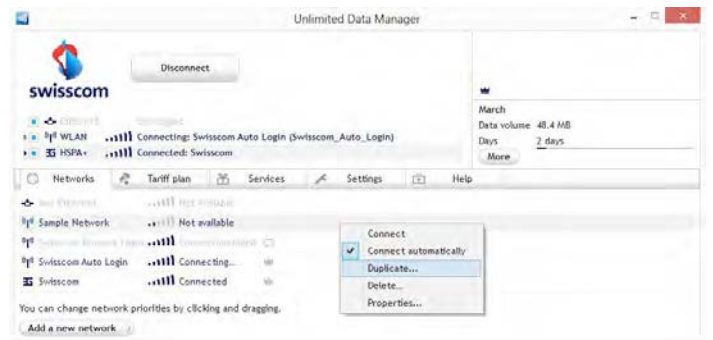 Unlimited Data Manager
swisscom
Disconnect
WLAN Connecting: Swisscom Auto Login (Swisscom_Auto_Login)
HSPA+ Connected: Swisscom
March
Data volume 48.4 MB
Days 2 days
More
Networks Tariff plan Services Settings Help
Sample Network Not available
Swisscom Auto Login Connecting...
Swisscom Connected
Connect
Connect automatically
Duplicate...
Delete...
Properties...
You can change network priorities by clicking and dragging.
Add a new network